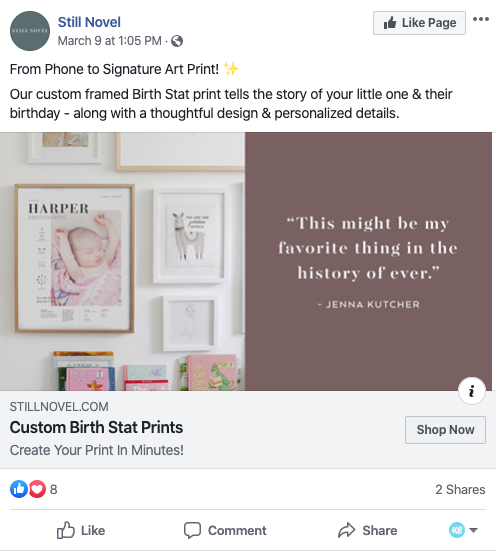 STILL NOVEL
Still Novel
March 9 at 1:05 PM ·
Like Page
From Phone to Signature Art Print! ✨
Our custom framed Birth Stat print tells the story of your little one & their
birthday - along with a thoughtful design & personalized details.
HARPER
“This might be my
favorite thing in the
history of ever.”
- JENNA KUTCHER
i
STILLNOVEL.COM
Custom Birth Stat Prints
Create Your Print In Minutes!
Shop Now
8
2 Shares
Like
Comment
Share